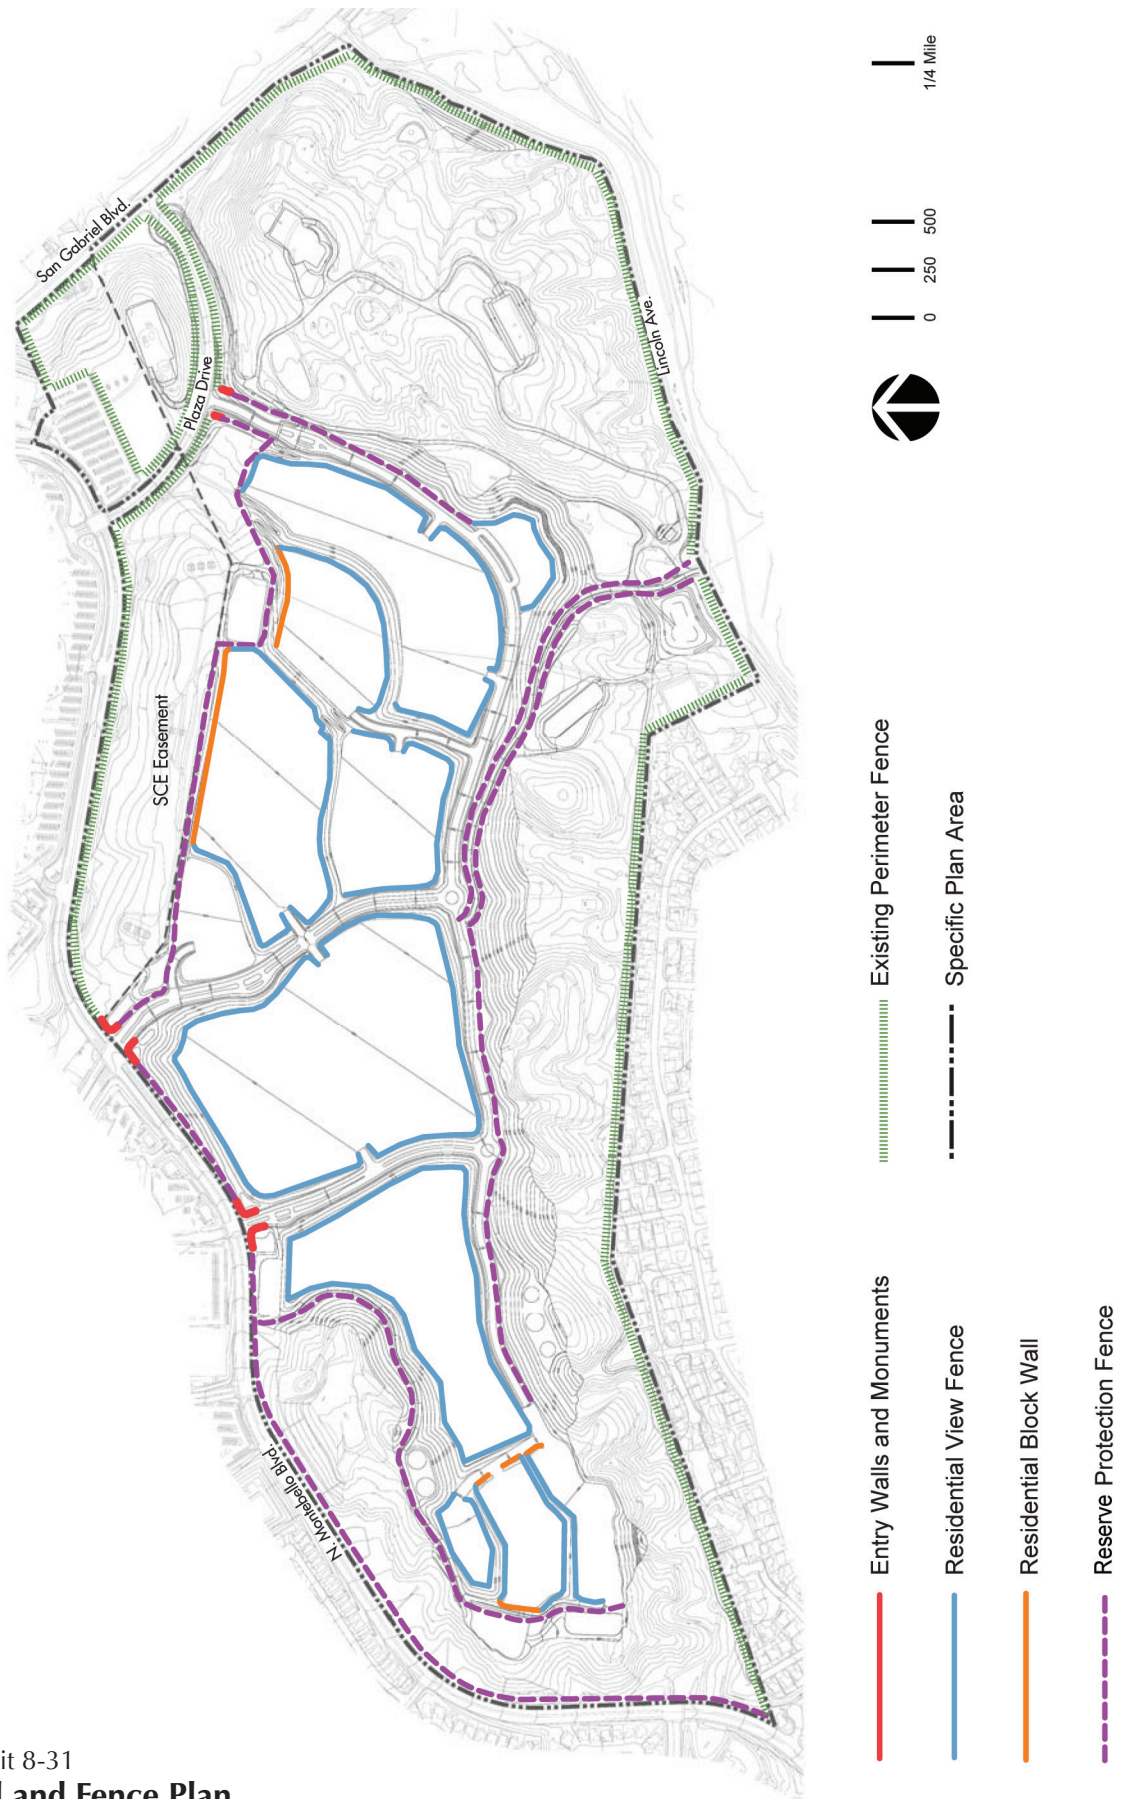 San Gabriel Blvd.
Plaza Drive
Lincoln Ave.
SCE Easement
N. Montebello Blvd.
0
250
500
1/4 Mile
Entry Walls and Monuments
Residential View Fence
Residential Block Wall
Reserve Protection Fence
Existing Perimeter Fence
Specific Plan Area
it 8-31
and Fence Plan